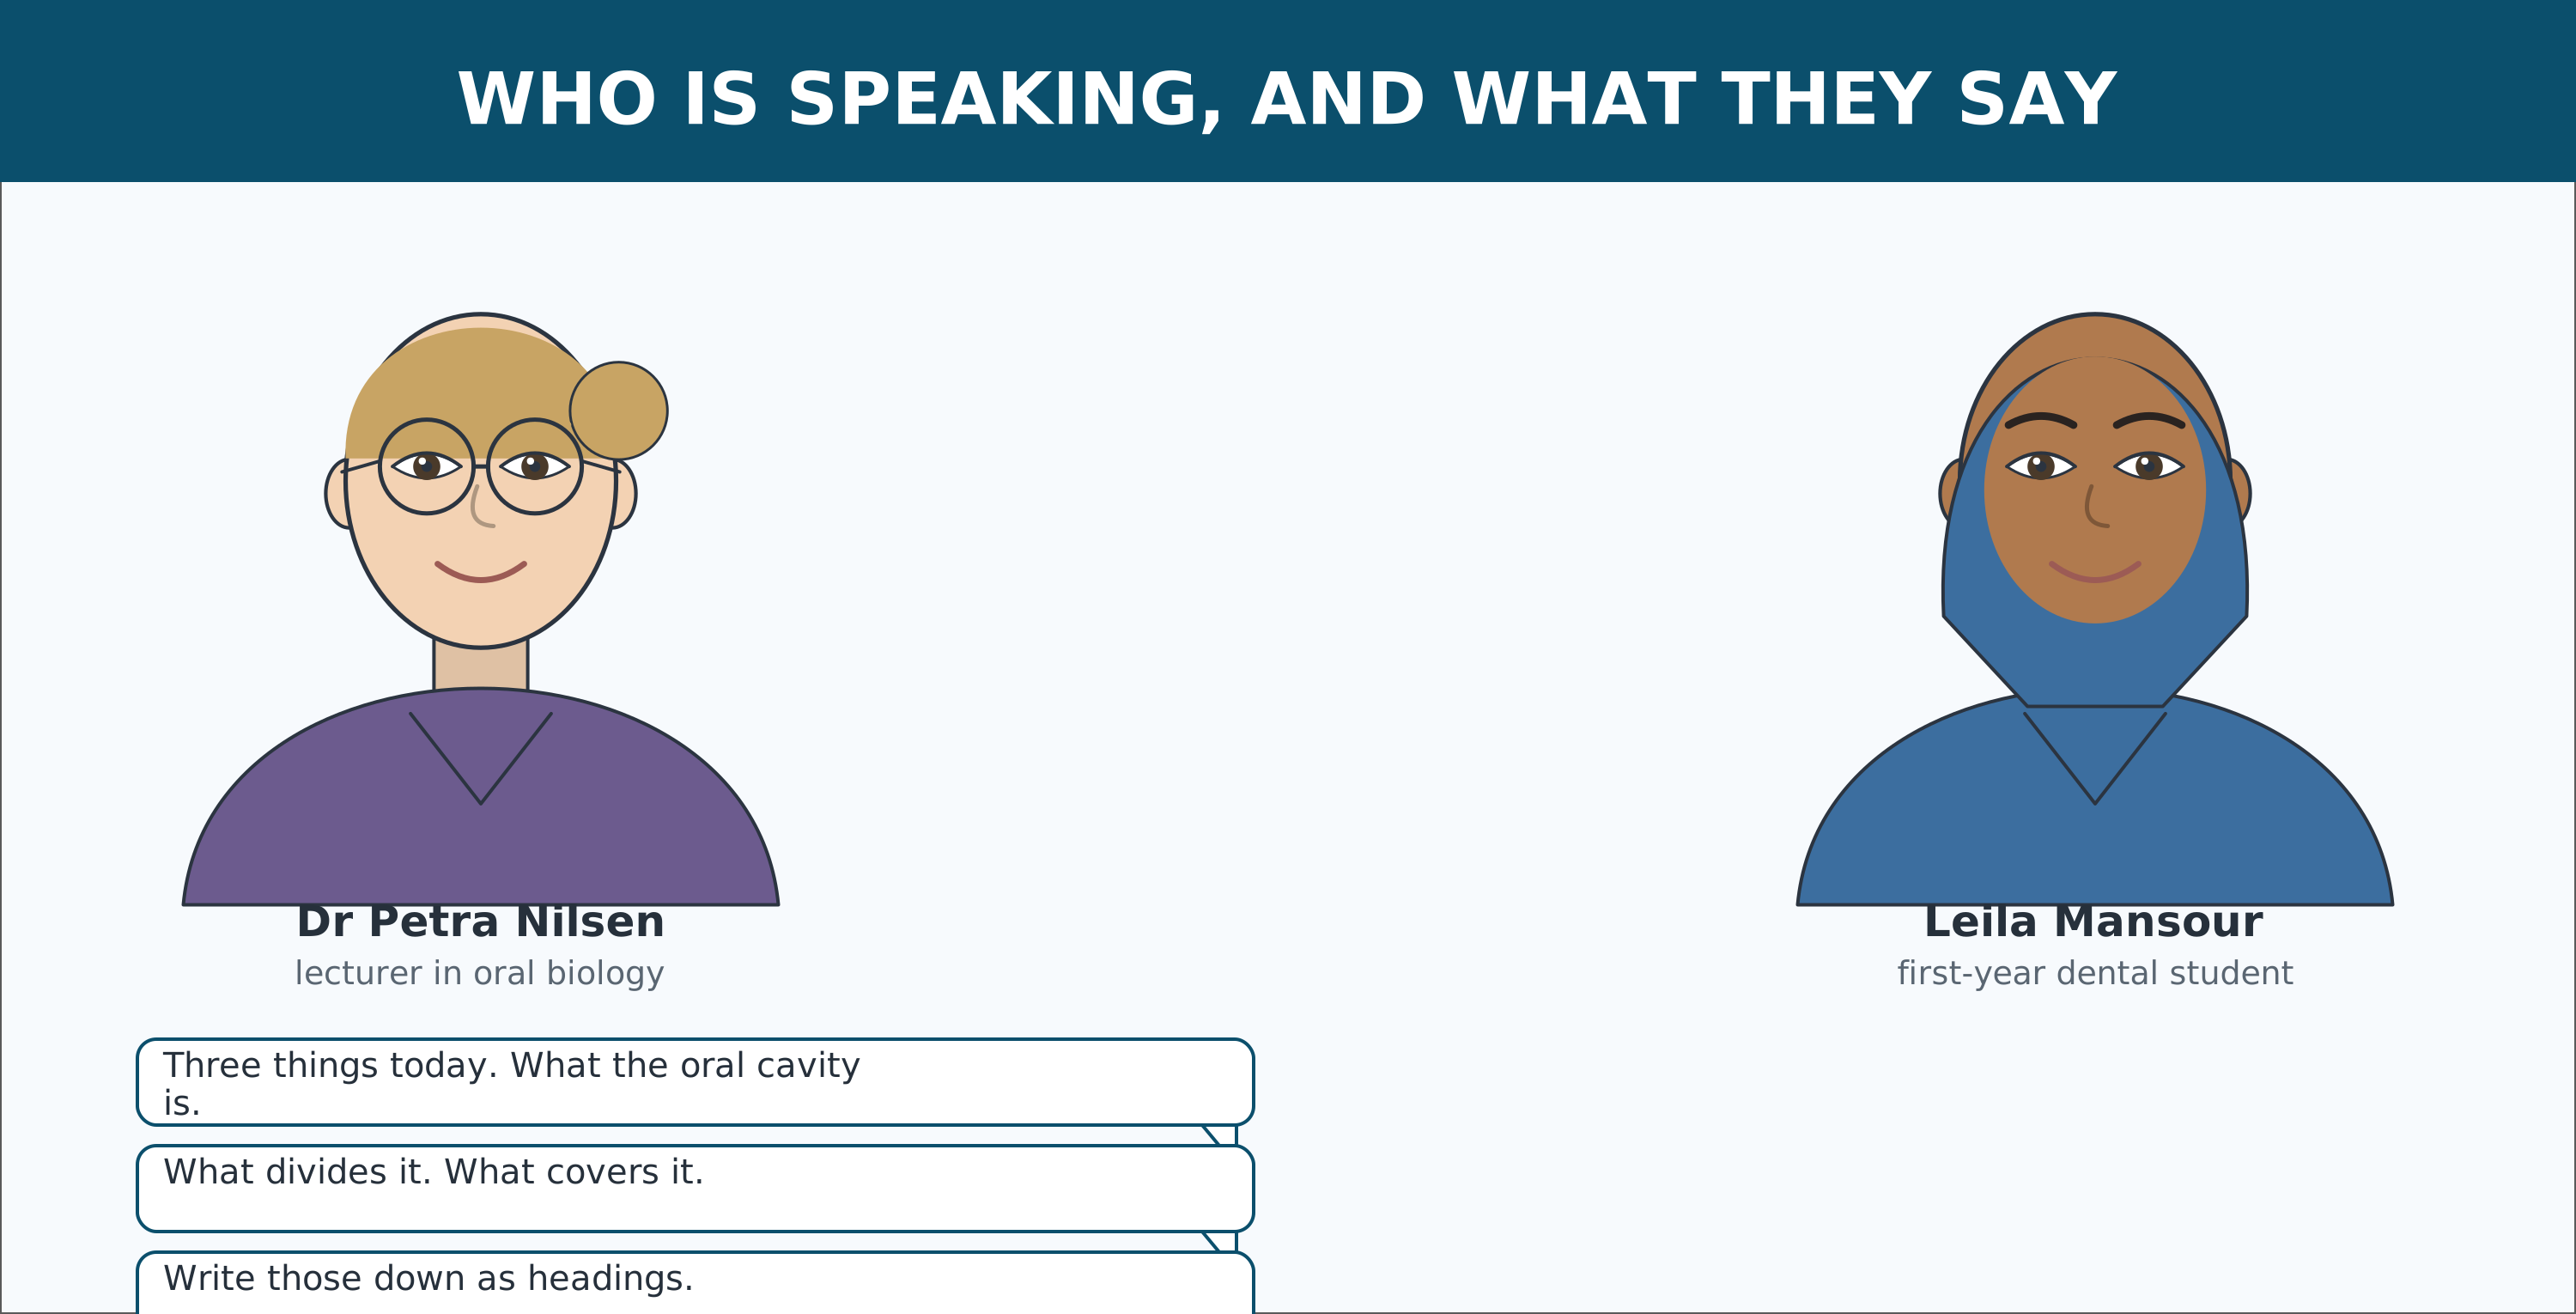 WHO IS SPEAKING, AND WHAT THEY SAY
Dr Petra Nilsen
lecturer in oral biology
Leila Mansour
first-year dental student
Three things today. What the oral cavity
is.
What divides it. What covers it.
Write those down as headings.